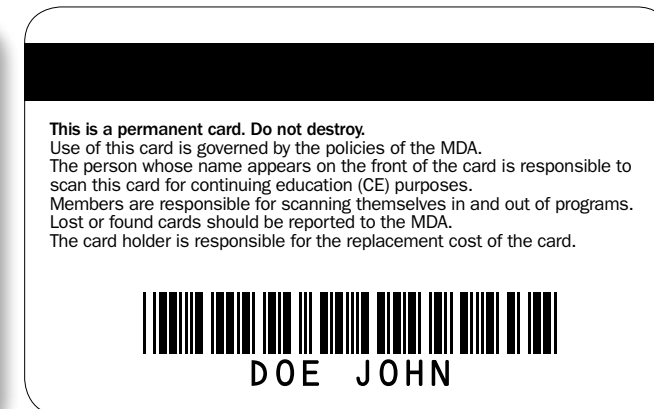 This is a permanent card. Do not destroy.
Use of this card is governed by the policies of the MDA.
The person whose name appears on the front of the card is responsible to
scan this card for continuing education (CE) purposes.
Members are responsible for scanning themselves in and out of programs.
Lost or found cards should be reported to the MDA.
The card holder is responsible for the replacement cost of the card.
DOE JOHN